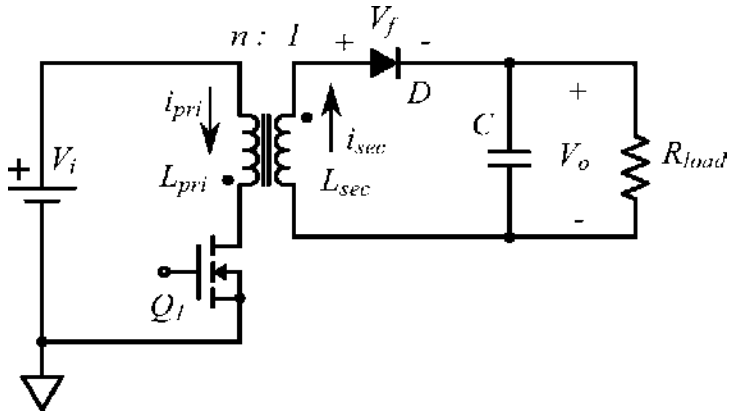 n : 1
+ V_f -
D
i_pri
i_sec
+
V_i
L_pri
L_sec
C
+
V_o
-
R_load
Q_1